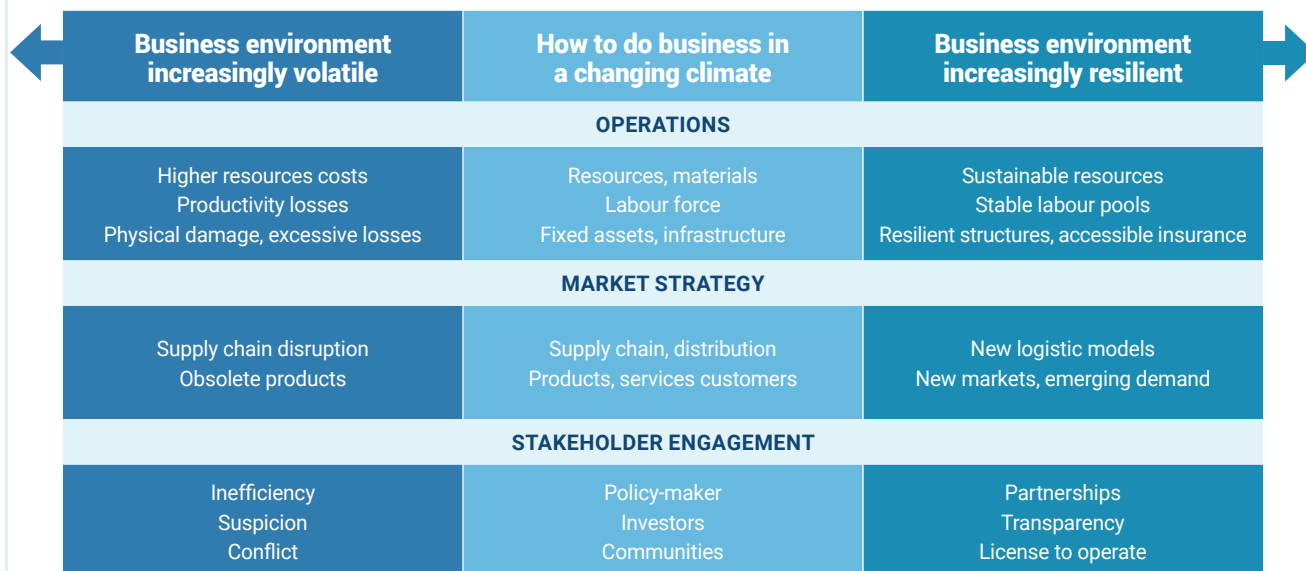 Business environment
increasingly volatile
How to do business in
a changing climate
Business environment
increasingly resilient
OPERATIONS
Higher resources costs
Productivity losses
Physical damage, excessive losses
Resources, materials
Labour force
Fixed assets, infrastructure
Sustainable resources
Stable labour pools
Resilient structures, accessible insurance
MARKET STRATEGY
Supply chain disruption
Obsolete products
Supply chain, distribution
Products, services customers
New logistic models
New markets, emerging demand
STAKEHOLDER ENGAGEMENT
Inefficiency
Suspicion
Conflict
Policy-maker
Investors
Communities
Partnerships
Transparency
License to operate